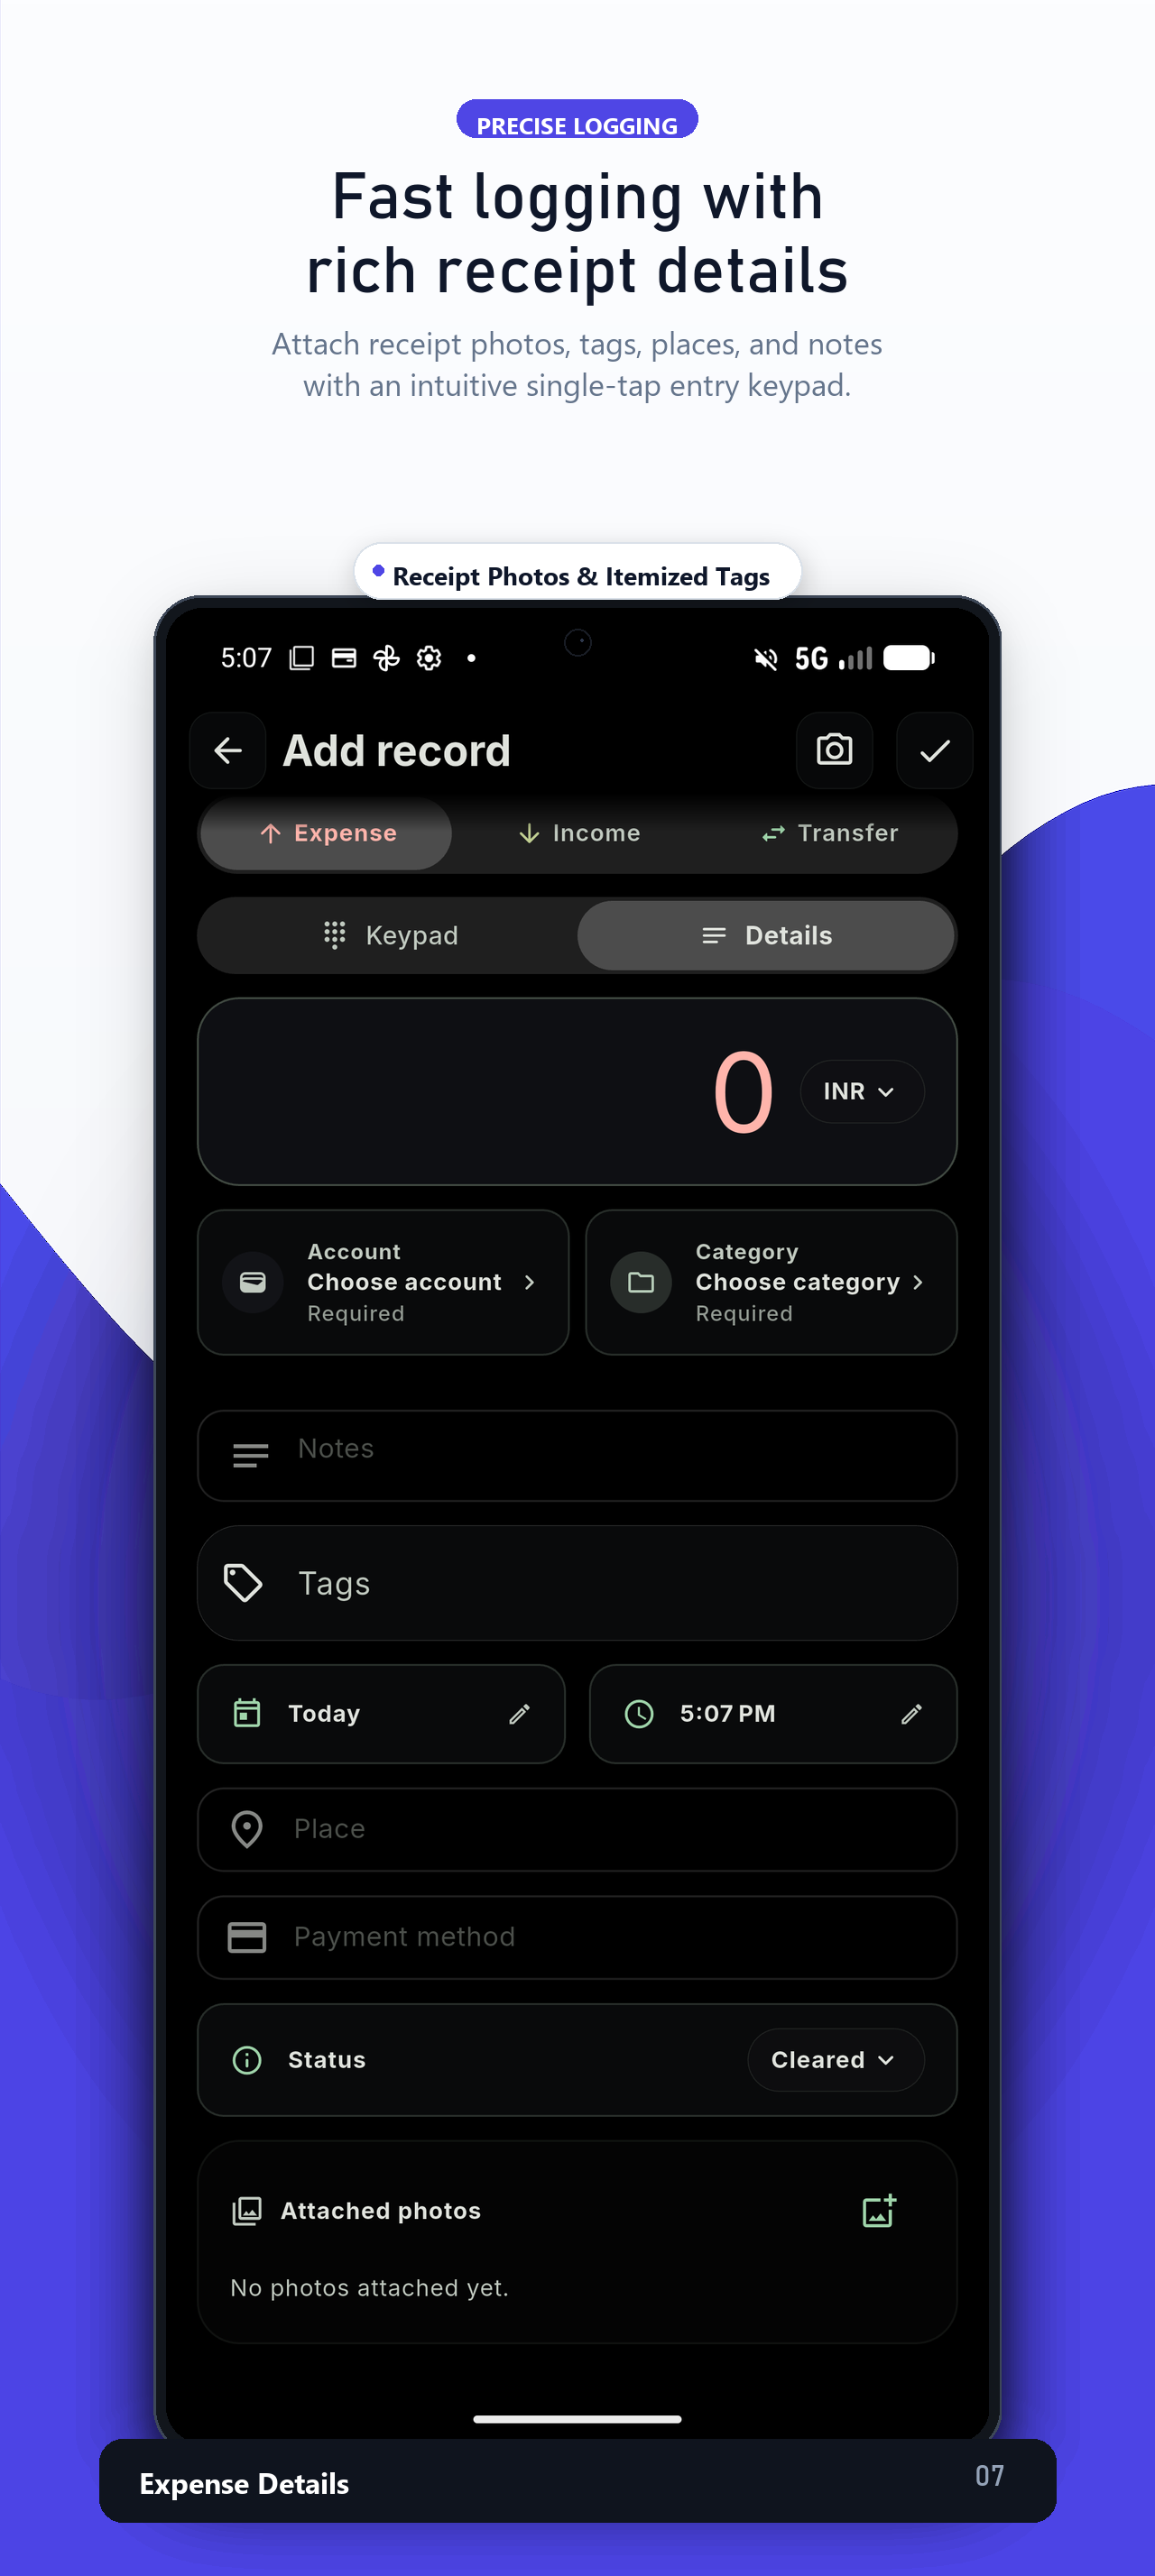 PRECISE LOGGING
Fast logging with
rich receipt details
Attach receipt photos, tags, places, and notes
with an intuitive single-tap entry keypad.
Receipt Photos & Itemized Tags
5:07 5G
Add record
Expense Income Transfer
Keypad Details
0 INR
Account Category
Choose account Choose category
Required Required
Notes
Tags
Today 5:07 PM
Place
Payment method
Status Cleared
Attached photos
No photos attached yet.
Expense Details 07